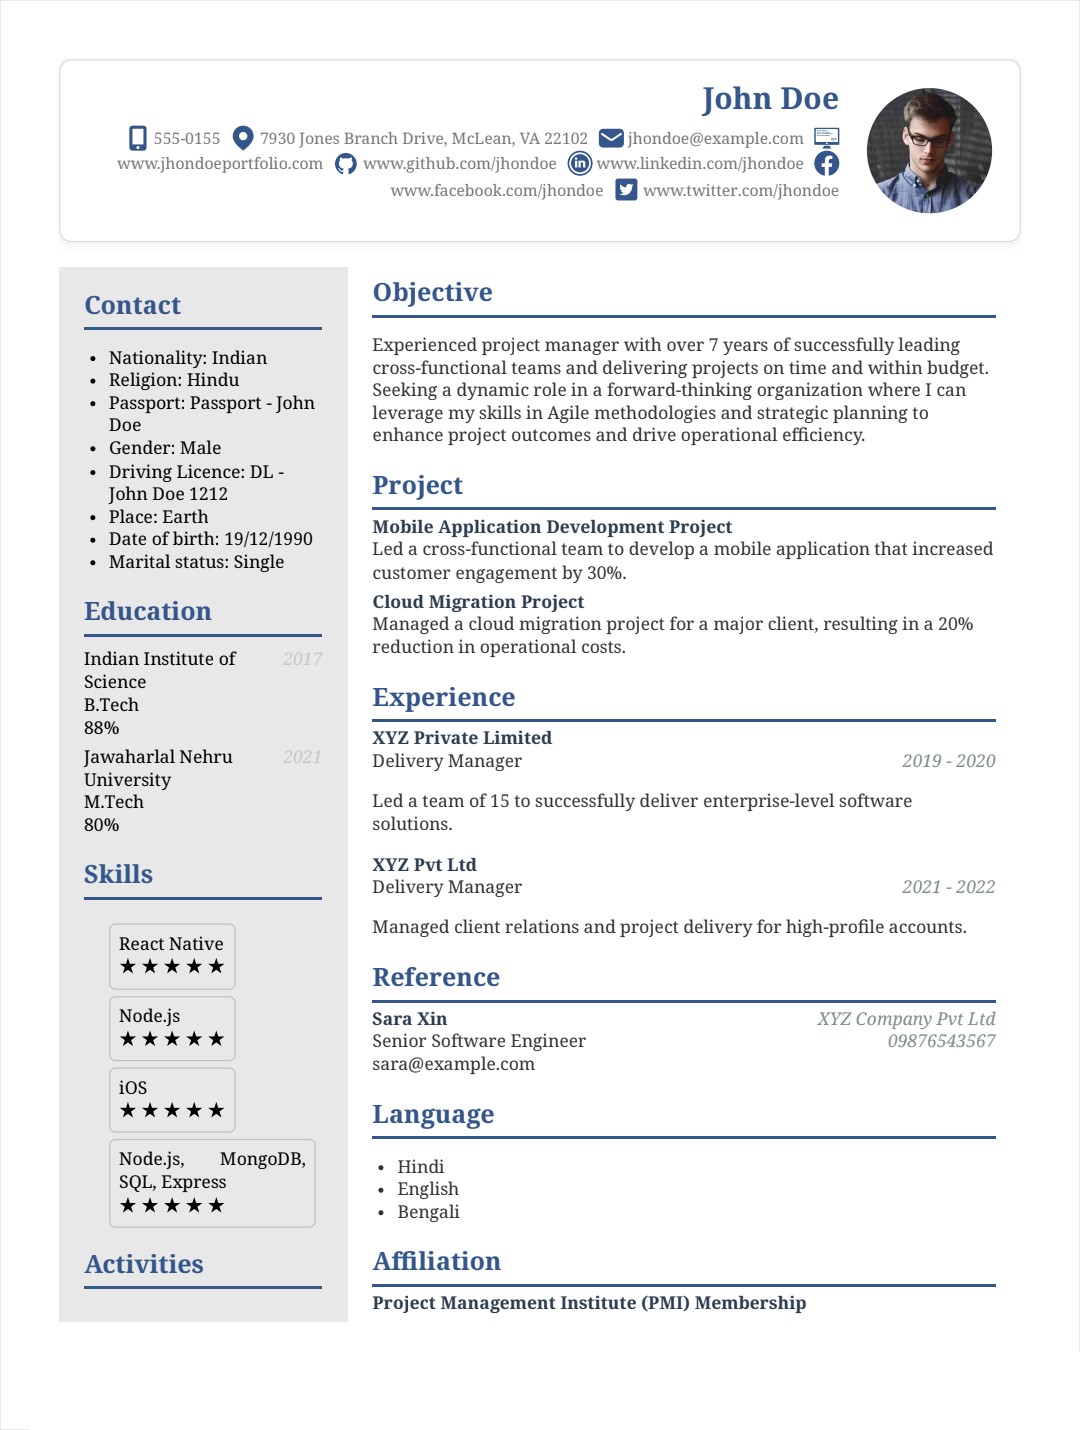 John Doe
555-0155 7930 Jones Branch Drive, McLean, VA 22102 jhondoe@example.com
www.jhondoeportfolio.com www.github.com/jhondoe www.linkedin.com/jhondoe
www.facebook.com/jhondoe www.twitter.com/jhondoe
Contact
• Nationality: Indian
• Religion: Hindu
• Passport: Passport - John
Doe
• Gender: Male
• Driving Licence: DL -
John Doe 1212
• Place: Earth
• Date of birth: 19/12/1990
• Marital status: Single
Education
Indian Institute of 2017
Science
B.Tech
88%
Jawaharlal Nehru 2021
University
M.Tech
80%
Skills
React Native
★ ★ ★ ★ ★
Node.js
★ ★ ★ ★ ★
iOS
★ ★ ★ ★ ★
Node.js, MongoDB,
SQL, Express
★ ★ ★ ★ ★
Activities
Objective
Experienced project manager with over 7 years of successfully leading
cross-functional teams and delivering projects on time and within budget.
Seeking a dynamic role in a forward-thinking organization where I can
leverage my skills in Agile methodologies and strategic planning to
enhance project outcomes and drive operational efficiency.
Project
Mobile Application Development Project
Led a cross-functional team to develop a mobile application that increased
customer engagement by 30%.
Cloud Migration Project
Managed a cloud migration project for a major client, resulting in a 20%
reduction in operational costs.
Experience
XYZ Private Limited
Delivery Manager 2019 - 2020
Led a team of 15 to successfully deliver enterprise-level software
solutions.
XYZ Pvt Ltd
Delivery Manager 2021 - 2022
Managed client relations and project delivery for high-profile accounts.
Reference
Sara Xin XYZ Company Pvt Ltd
Senior Software Engineer 09876543567
sara@example.com
Language
• Hindi
• English
• Bengali
Affiliation
Project Management Institute (PMI) Membership